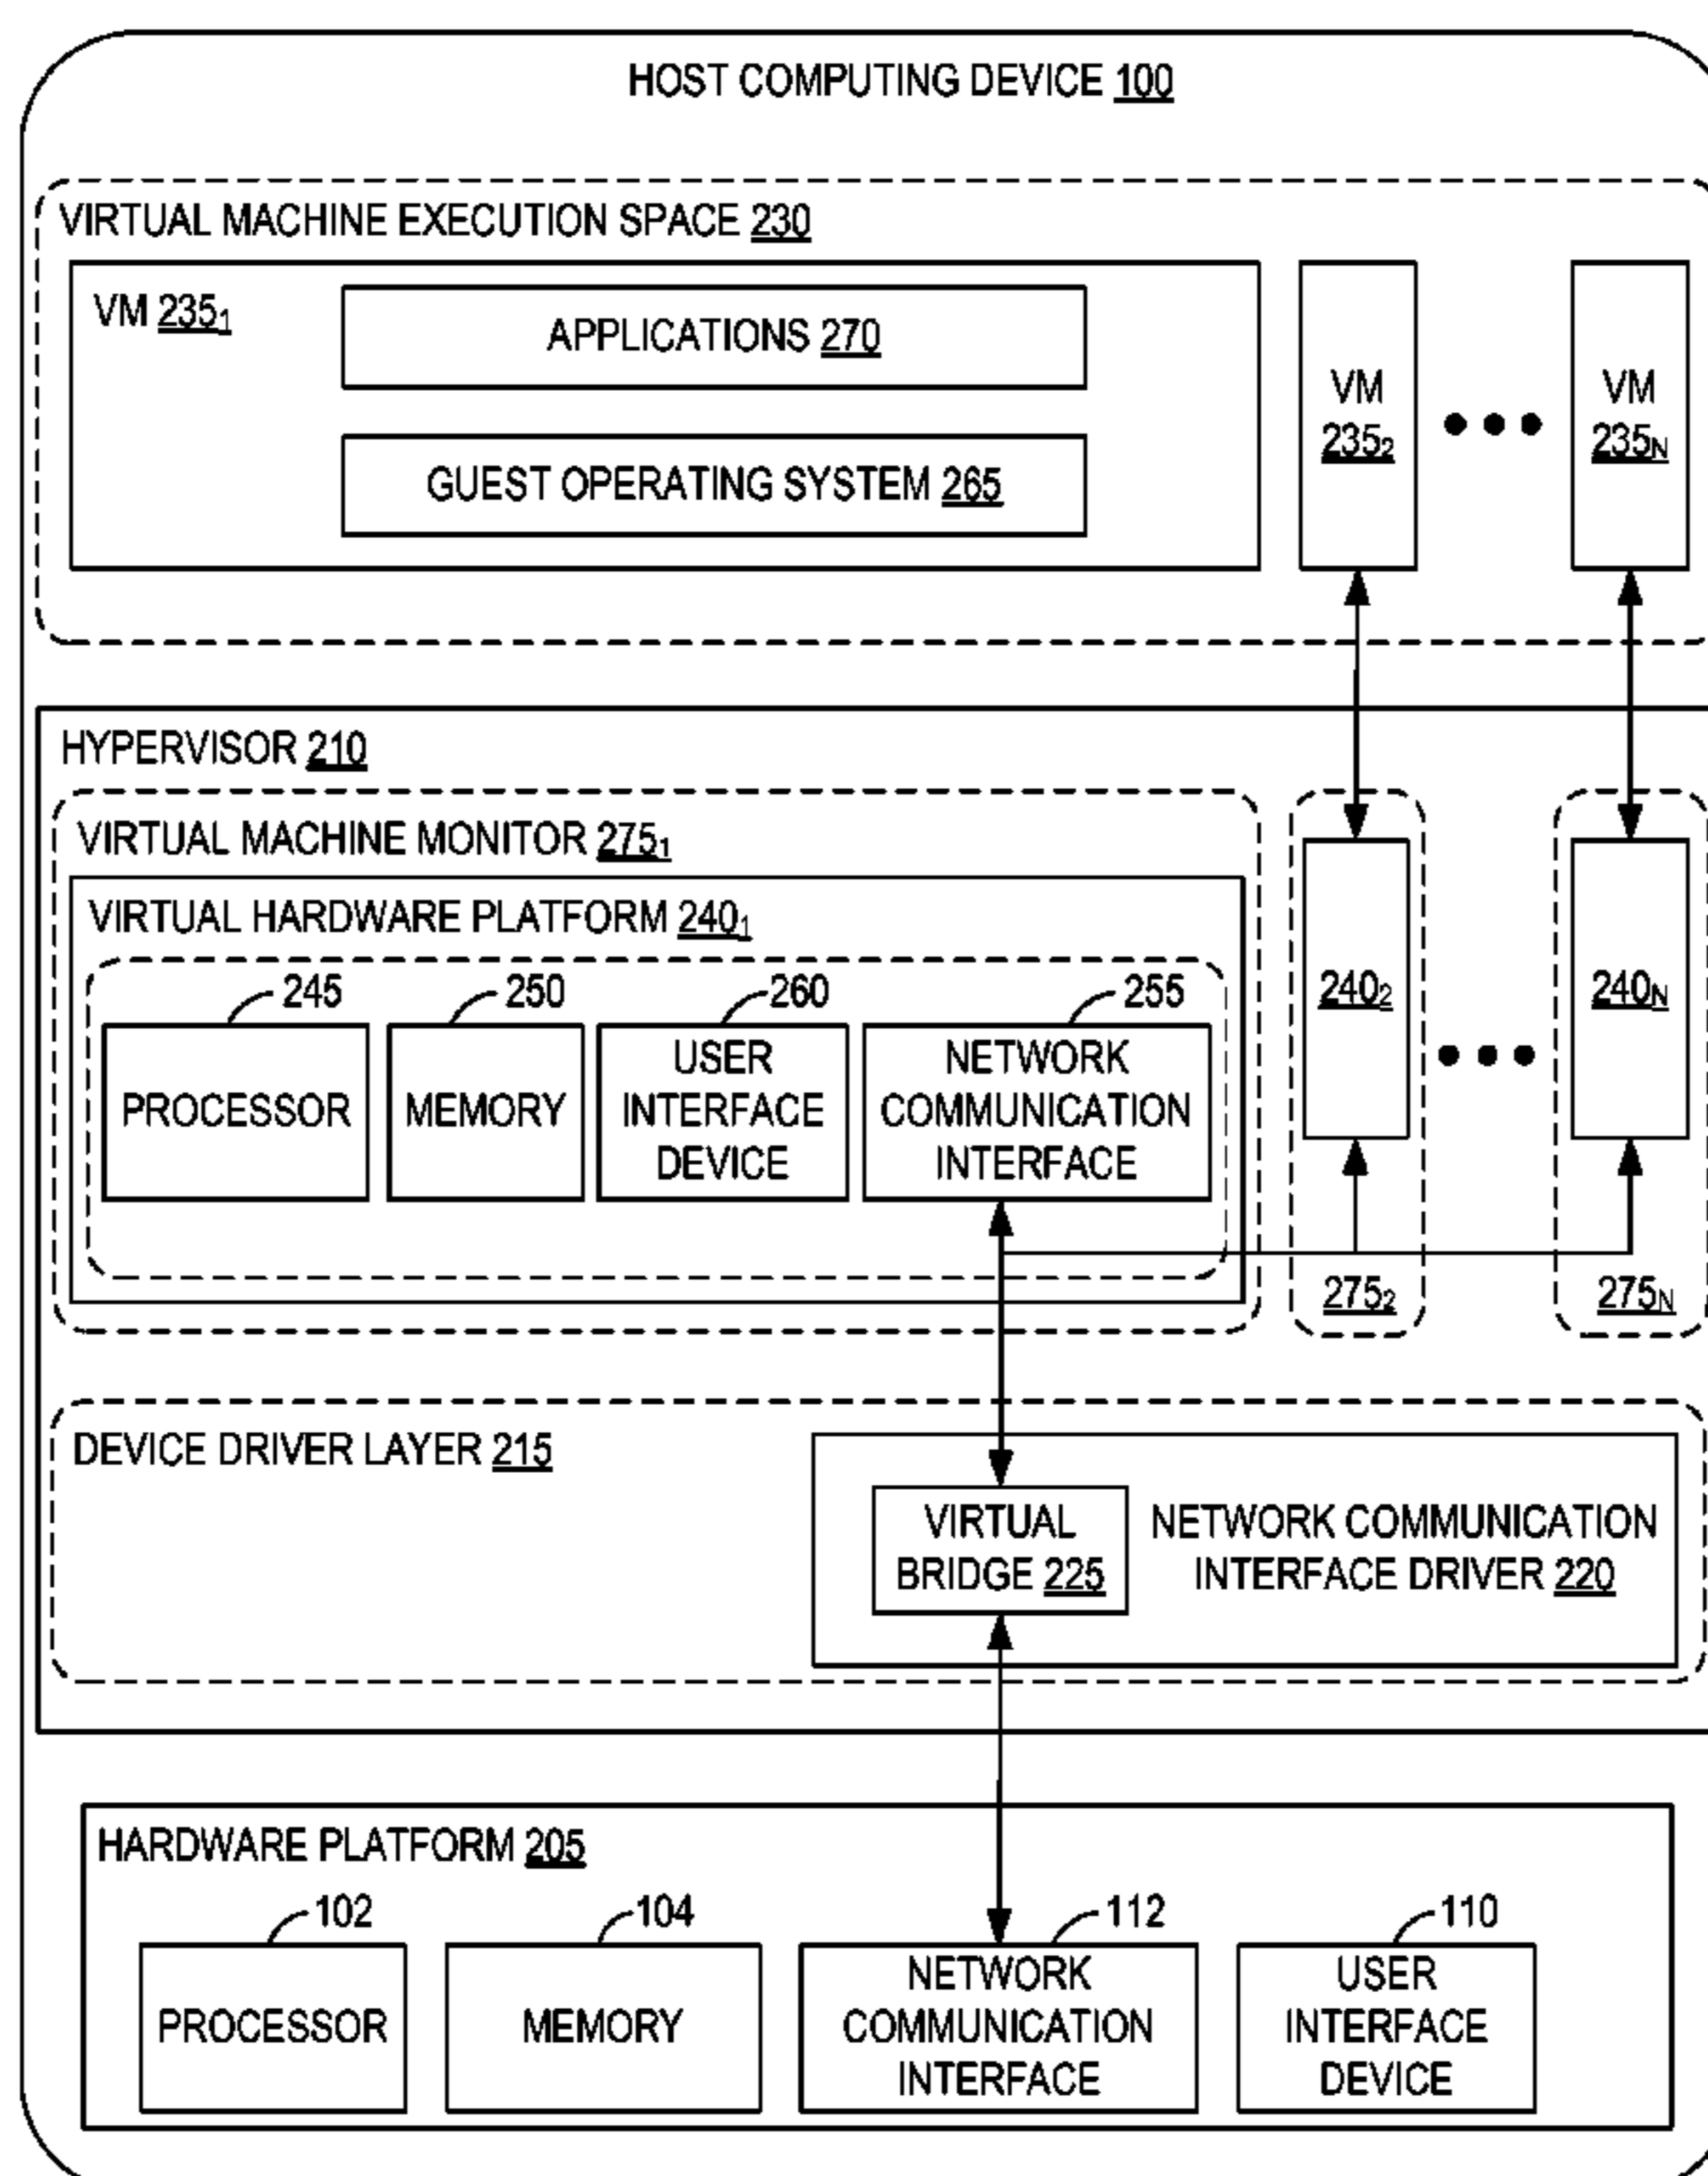 HOST COMPUTING DEVICE 100
VIRTUAL MACHINE EXECUTION SPACE 230
VM 235₁
APPLICATIONS 270
GUEST OPERATING SYSTEM 265
VM
235₂
VM
235N
HYPERVISOR 210
VIRTUAL MACHINE MONITOR 275₁
VIRTUAL HARDWARE PLATFORM 240₁
245
250
260
255
PROCESSOR
MEMORY
USER
INTERFACE
DEVICE
NETWORK
COMMUNICATION
INTERFACE
240₂
240N
275₂
275N
DEVICE DRIVER LAYER 215
VIRTUAL
BRIDGE 225
NETWORK COMMUNICATION
INTERFACE DRIVER 220
HARDWARE PLATFORM 205
102
104
112
110
PROCESSOR
MEMORY
NETWORK
COMMUNICATION
INTERFACE
USER
INTERFACE
DEVICE